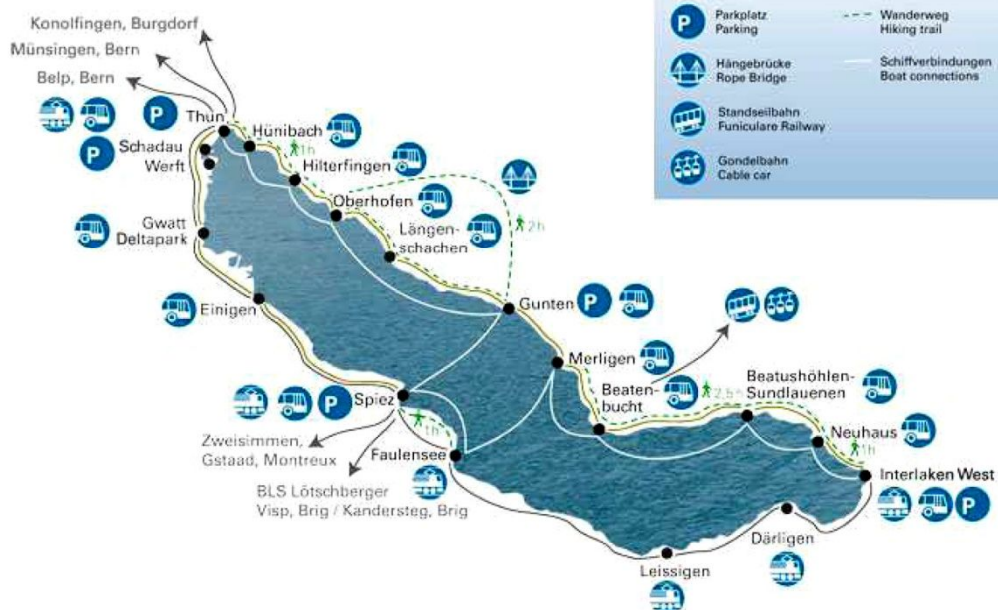 Konolfingen, Burgdorf
Münsingen, Bern
Belp, Bern
P
Parkplatz
Parking
Wanderweg
Hiking trail
Hängebrücke
Rope Bridge
Schiffverbindungen
Boat connections
Standseilbahn
Funiculare Railway
Gondelbahn
Cable car
P
Thun
P
Schadau
Werft
Hünibach
1h
Hilterfingen
Oberhofen
Längen-
schachen
2h
Gwatt
Deltapark
Einigen
Gunten
P
Merligen
Beaten-
bucht
2,5h
Beatushöhlen-
Sundlauenen
Neuhaus
1h
Interlaken West
P
P
Spiez
1h
Zweisimmen,
Gstaad, Montreux
Faulensee
BLS Lötschberger
Visp, Brig / Kandersteg, Brig
Därligen
Leissigen